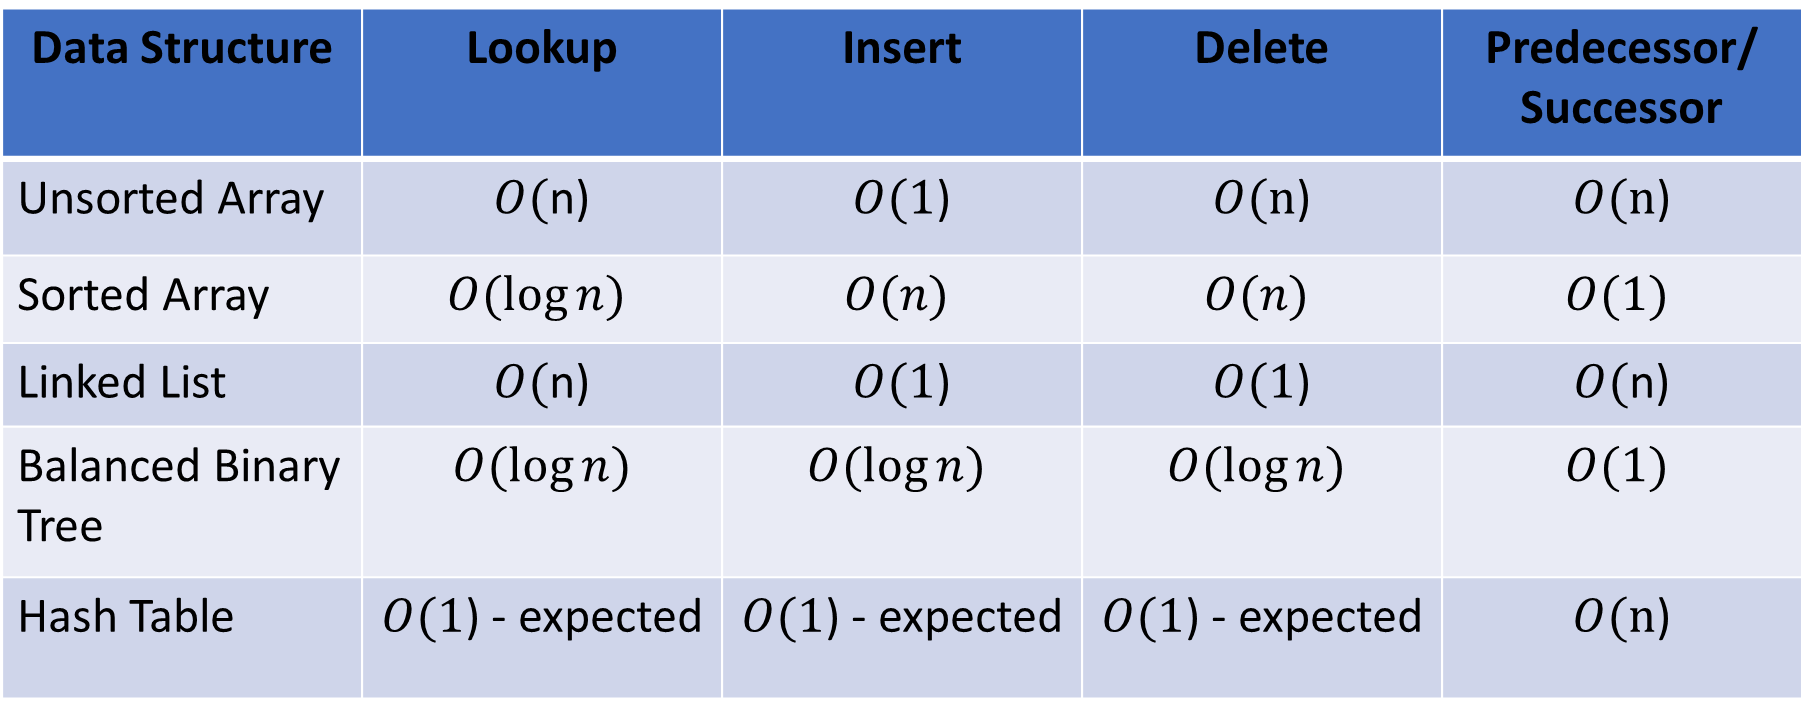 Data Structure Lookup Insert Delete Predecessor/
Successor
Unsorted Array O(n) O(1) O(n) O(n)
Sorted Array O(log n) O(n) O(n) O(1)
Linked List O(n) O(1) O(1) O(n)
Balanced Binary O(log n) O(log n) O(log n) O(1)
Tree
Hash Table O(1) - expected O(1) - expected O(1) - expected O(n)